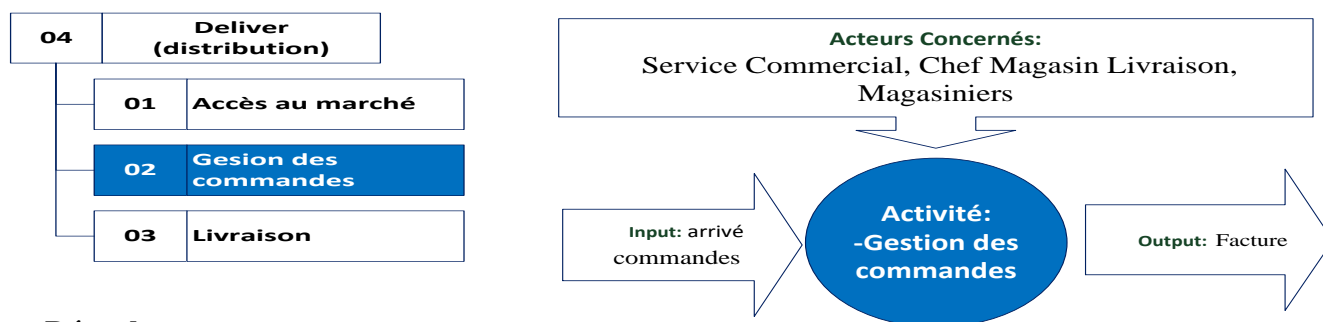 04
Deliver
(distribution)
01
Accès au marché
02
Gesion des
commandes
03
Livraison
Acteurs Concernés:
Service Commercial, Chef Magasin Livraison,
Magasiniers
Input: arrivé
commandes
Activité:
-Gestion des
commandes
Output: Facture